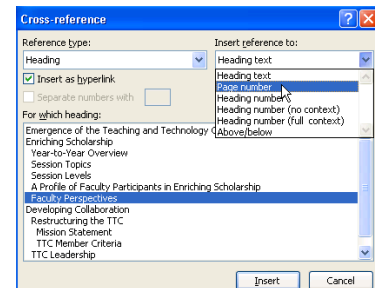 Cross-reference
Reference type: Insert reference to:
Heading Heading text
Insert as hyperlink Heading text
Page number
Separate numbers with Heading number
Heading number (no context)
For which heading: Heading number (full context)
Emergence of the Teaching and Technology C Above/below
Enriching Scholarship
Year-to-Year Overview
Session Topics
Session Levels
A Profile of Faculty Participants in Enriching Scholarship
Faculty Perspectives
Developing Collaboration
Restructuring the TTC
Mission Statement
TTC Member Criteria
TTC Leadership
Insert Cancel